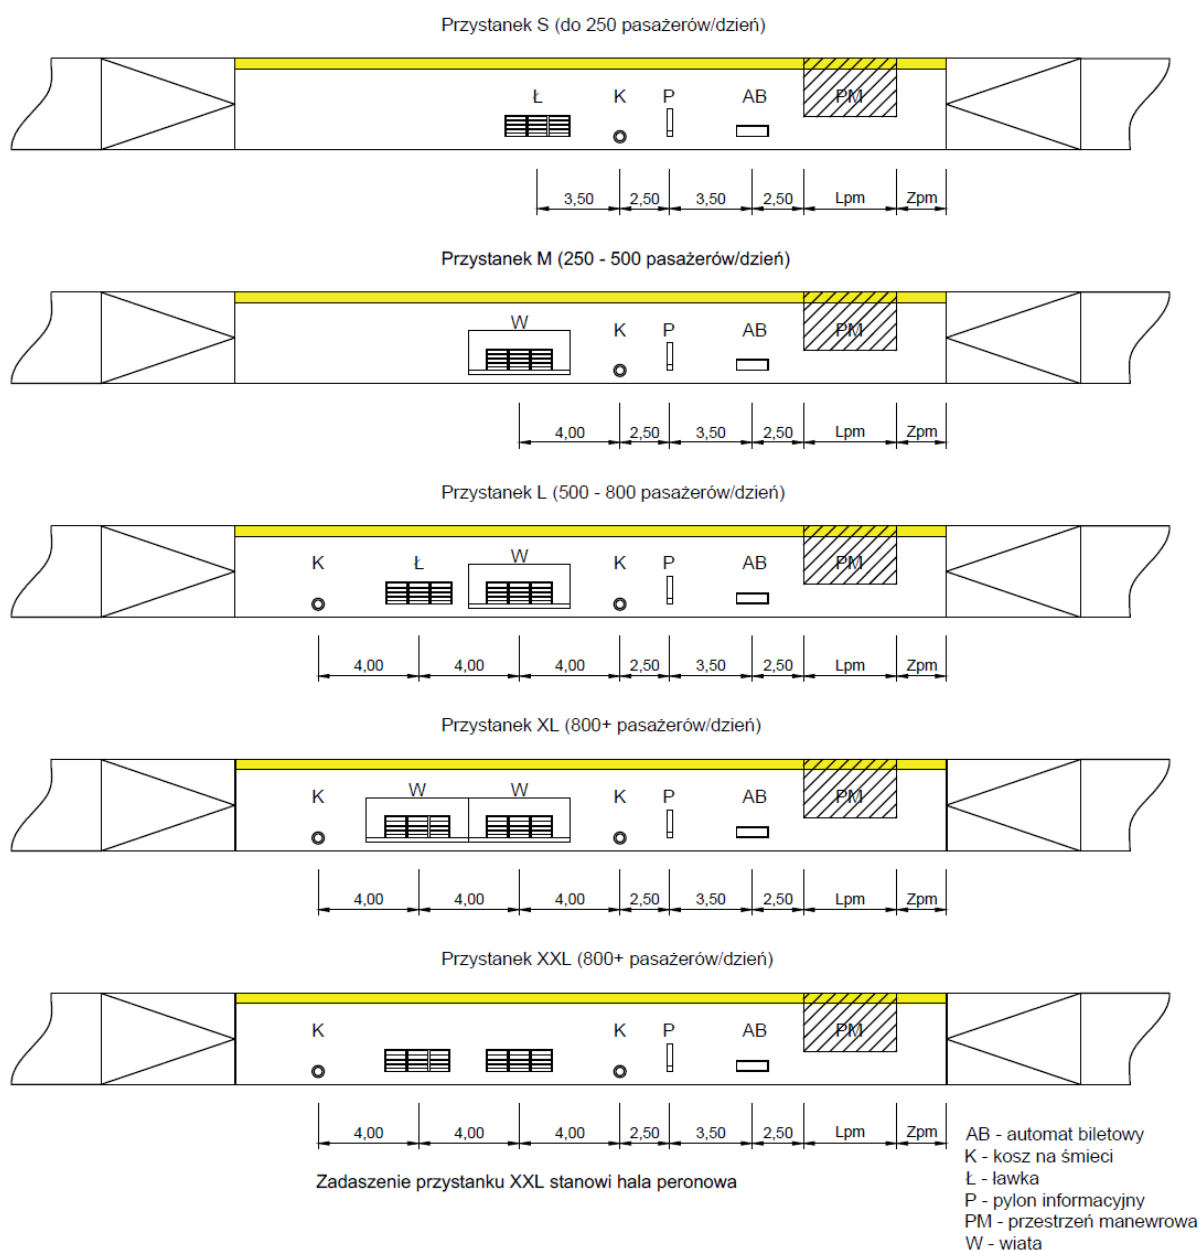 Przystanek S (do 250 pasażerów/dzień)
Ł K P AB PM
3,50 2,50 3,50 2,50 Lpm Zpm
Przystanek M (250 - 500 pasażerów/dzień)
W K P AB PM
4,00 2,50 3,50 2,50 Lpm Zpm
Przystanek L (500 - 800 pasażerów/dzień)
K Ł W K P AB PM
4,00 4,00 4,00 2,50 3,50 2,50 Lpm Zpm
Przystanek XL (800+ pasażerów/dzień)
K W W K P AB PM
4,00 4,00 4,00 2,50 3,50 2,50 Lpm Zpm
Przystanek XXL (800+ pasażerów/dzień)
K K P AB PM
4,00 4,00 4,00 2,50 3,50 2,50 Lpm Zpm
Zadaszenie przystanku XXL stanowi hala peronowa
AB - automat biletowy
K - kosz na śmieci
Ł - ławka
P - pylon informacyjny
PM - przestrzeń manewrowa
W - wiata